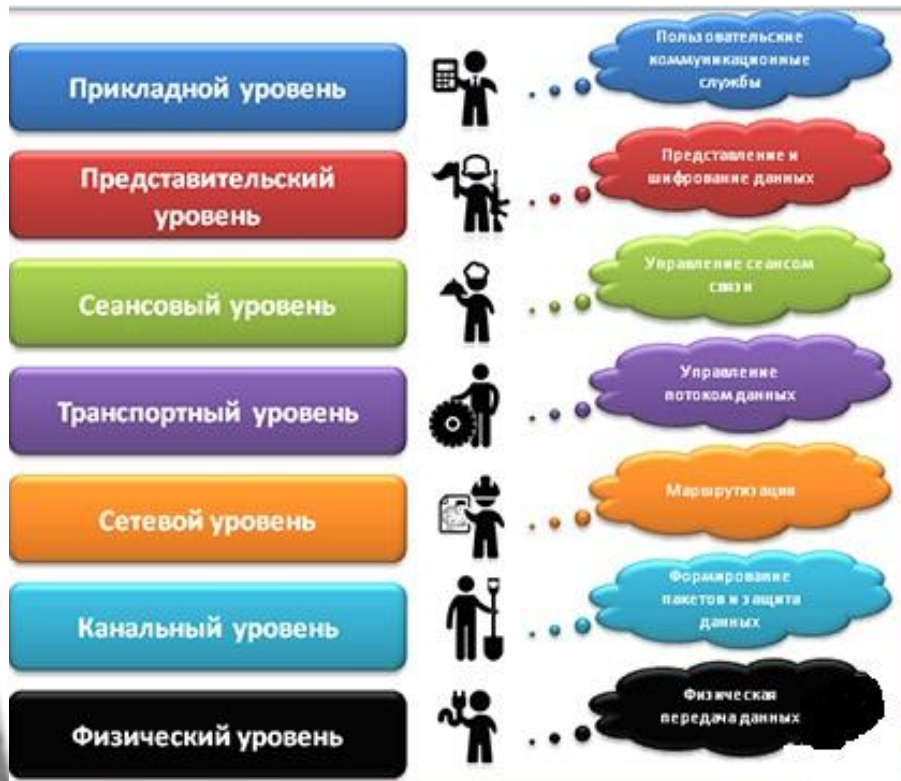 Прикладной уровень
Пользовательские
коммуникационные
службы
Представительский
уровень
Представление и
шифрование данных
Сеансовый уровень
Управление сеансом
связи
Транспортный уровень
Управление
потоком данных
Сетевой уровень
Маршрутизация
Канальный уровень
Формирование
пакетов и защита
данных
Физический уровень
Физическая
передача данных